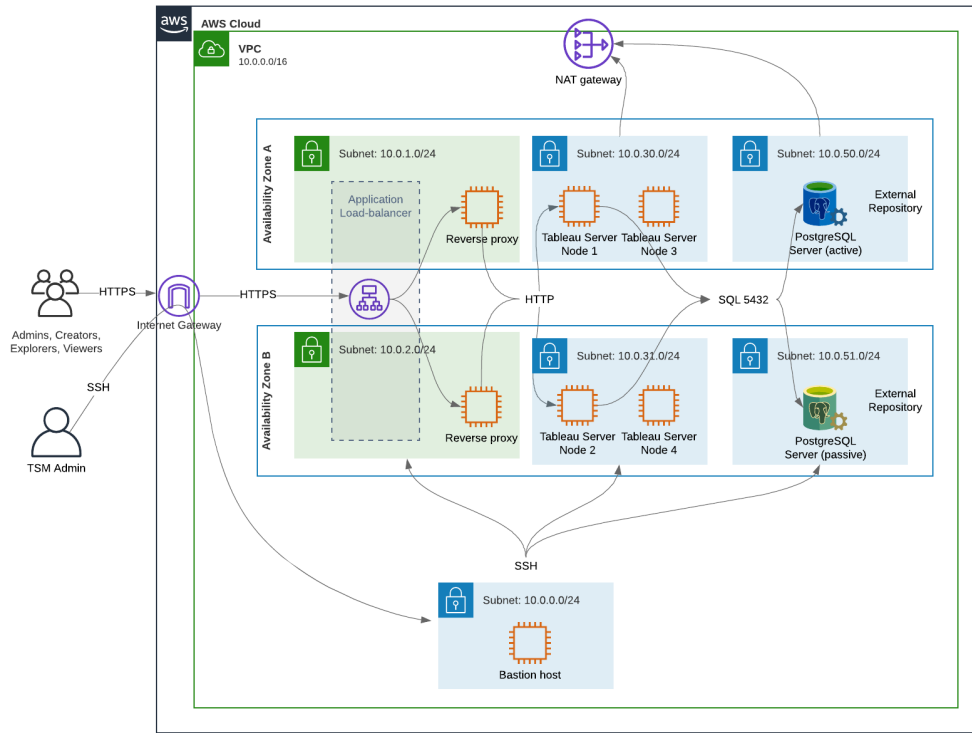 aws
AWS Cloud
VPC
10.0.0.0/16
NAT gateway
Availability Zone A
Subnet: 10.0.1.0/24
Subnet: 10.0.30.0/24
Subnet: 10.0.50.0/24
Application
Load-balancer
Reverse proxy
Tableau Server
Node 1
Tableau Server
Node 3
External
Repository
PostgreSQL
Server (active)
HTTPS
HTTPS
HTTP
SQL 5432
Internet Gateway
Admins, Creators,
Explorers, Viewers
SSH
TSM Admin
Availability Zone B
Subnet: 10.0.2.0/24
Subnet: 10.0.31.0/24
Subnet: 10.0.51.0/24
Reverse proxy
Tableau Server
Node 2
Tableau Server
Node 4
External
Repository
PostgreSQL
Server (passive)
SSH
Subnet: 10.0.0.0/24
Bastion host